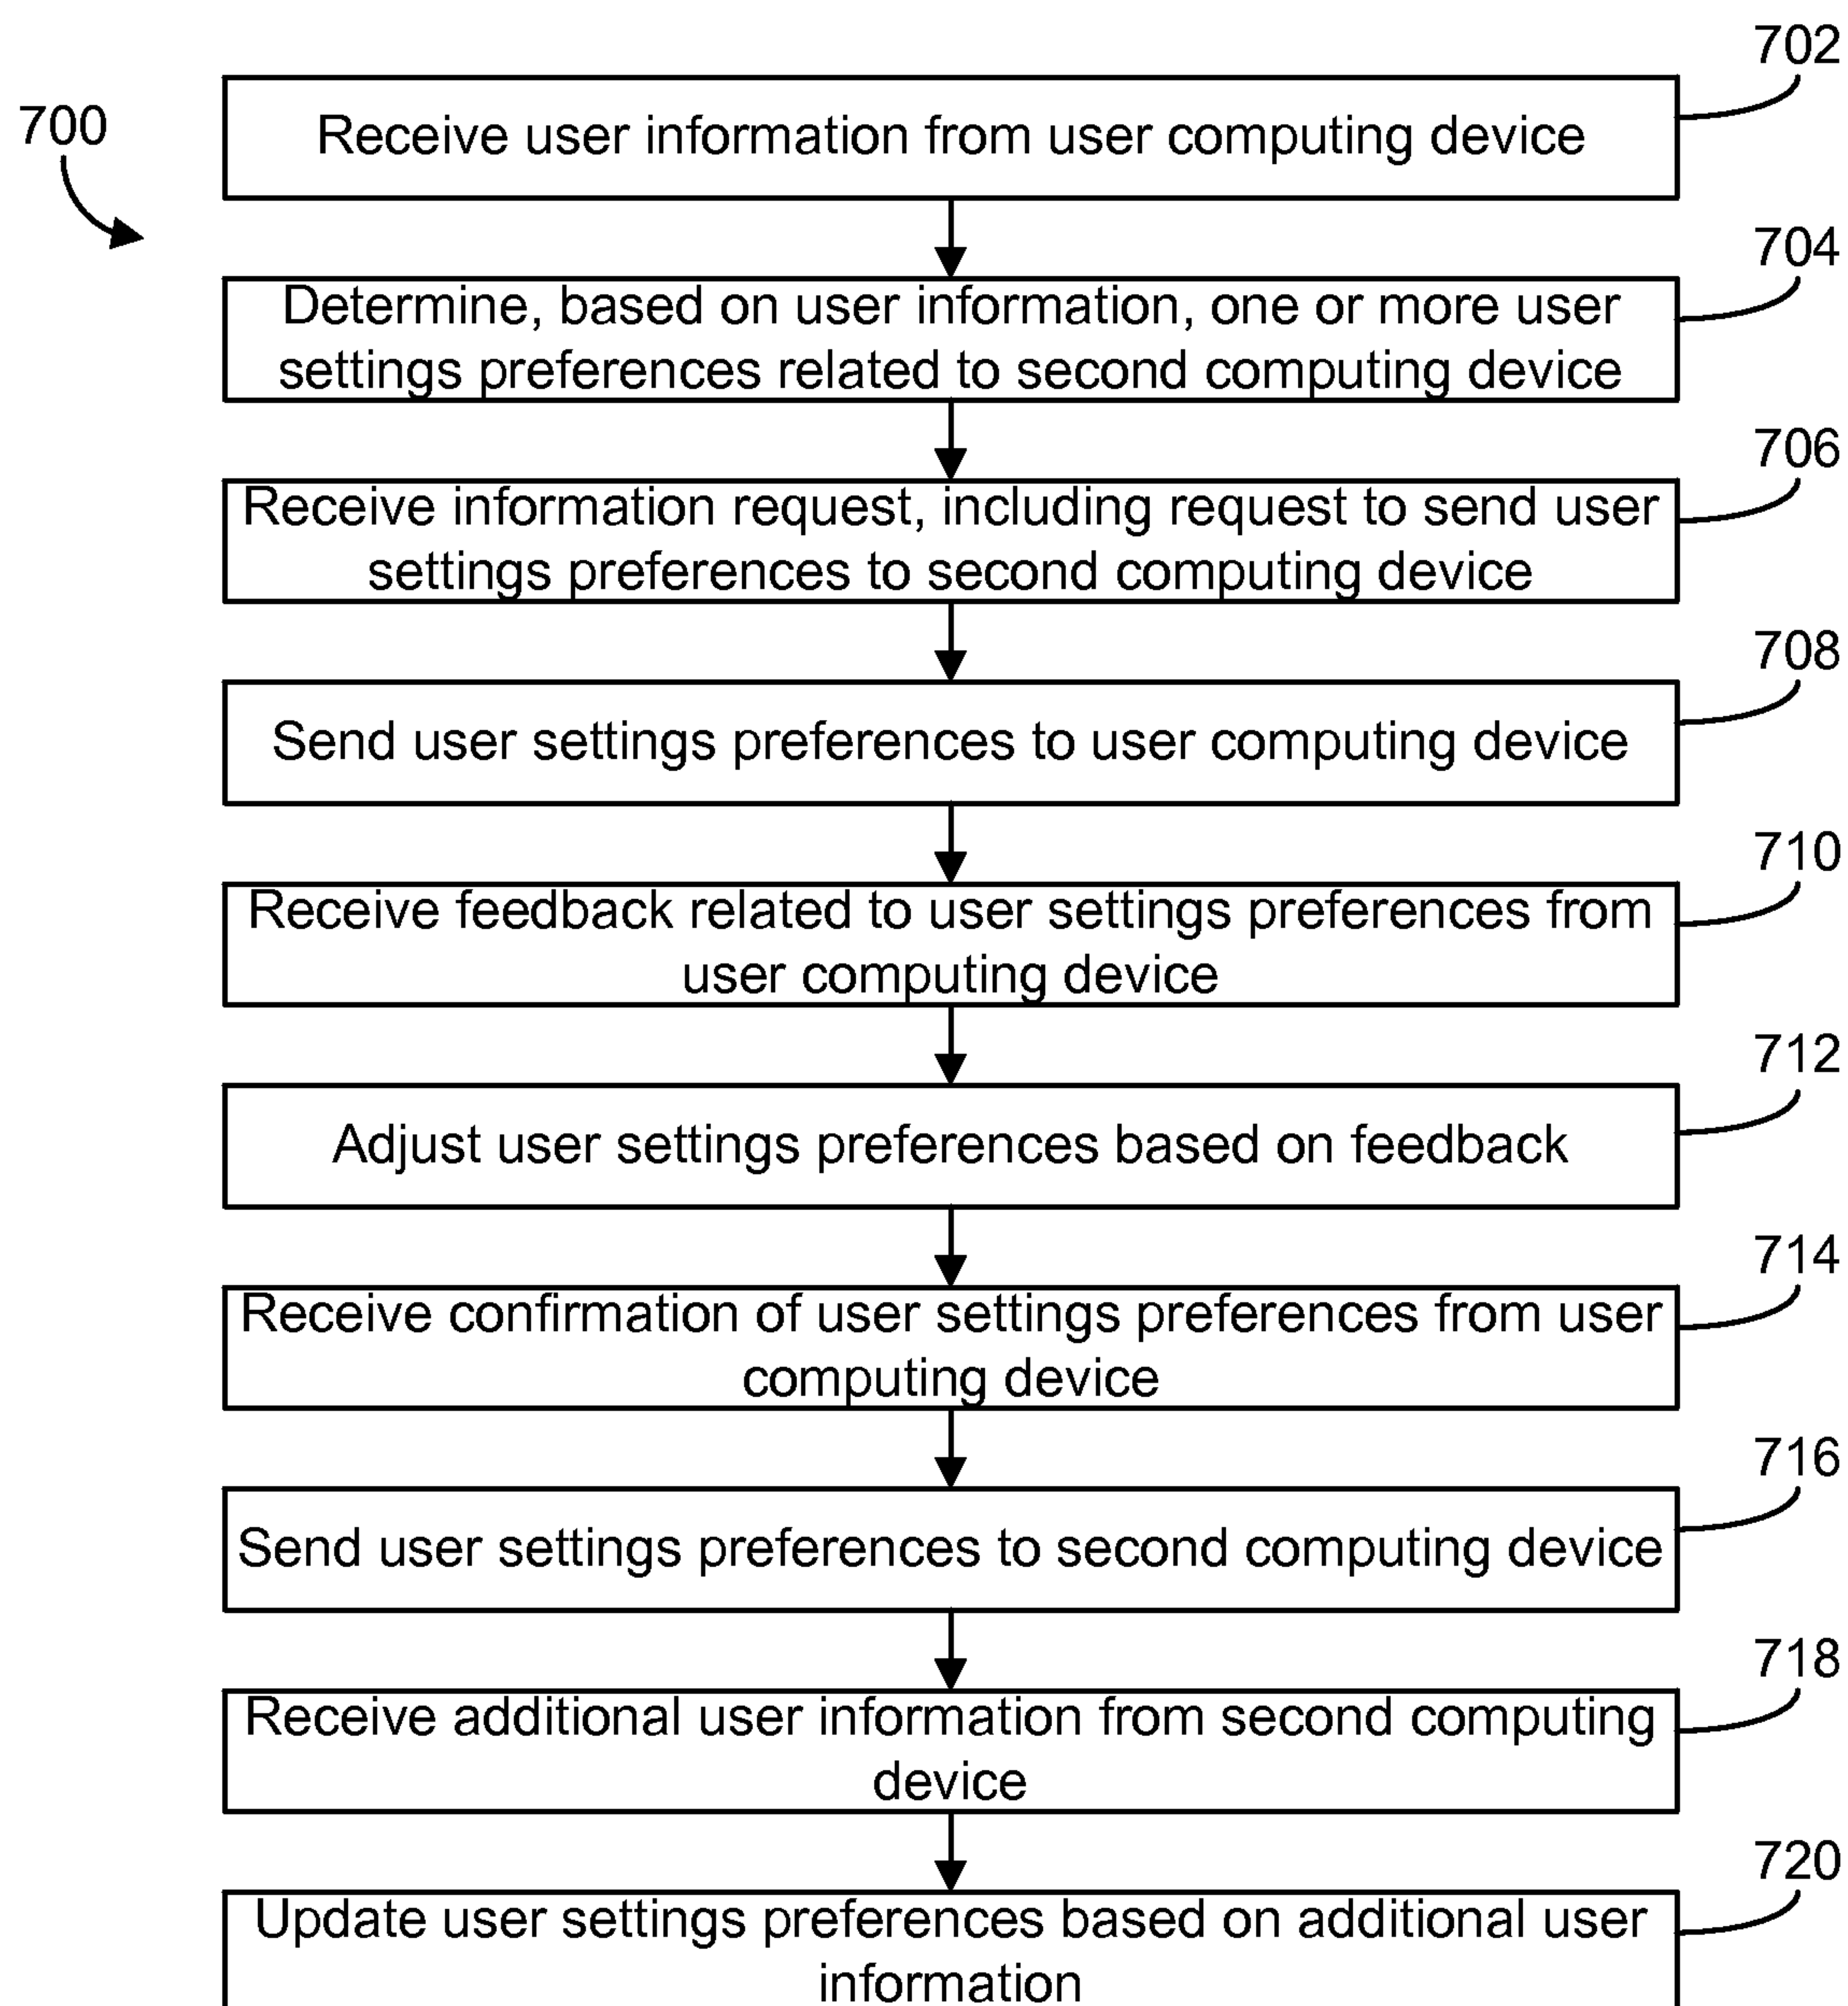 702
700
Receive user information from user computing device
704
Determine, based on user information, one or more user
settings preferences related to second computing device
706
Receive information request, including request to send user
settings preferences to second computing device
708
Send user settings preferences to user computing device
710
Receive feedback related to user settings preferences from
user computing device
712
Adjust user settings preferences based on feedback
714
Receive confirmation of user settings preferences from user
computing device
716
Send user settings preferences to second computing device
718
Receive additional user information from second computing
device
720
Update user settings preferences based on additional user
information